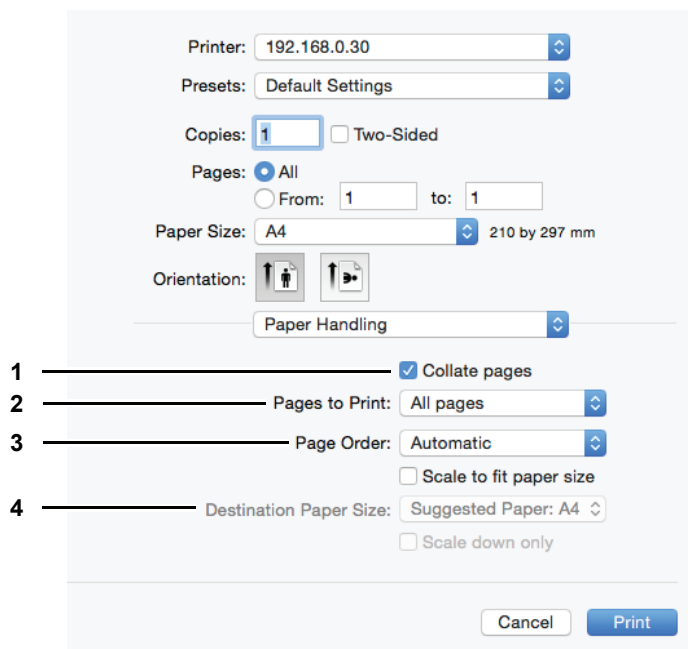 Printer: 192.168.0.30
Presets: Default Settings
Copies: 1 Two-Sided
Pages: All
From: 1 to: 1
Paper Size: A4 210 by 297 mm
Orientation:
Paper Handling
1 Collate pages
2 Pages to Print: All pages
3 Page Order: Automatic
Scale to fit paper size
4 Destination Paper Size: Suggested Paper: A4
Scale down only
Cancel Print